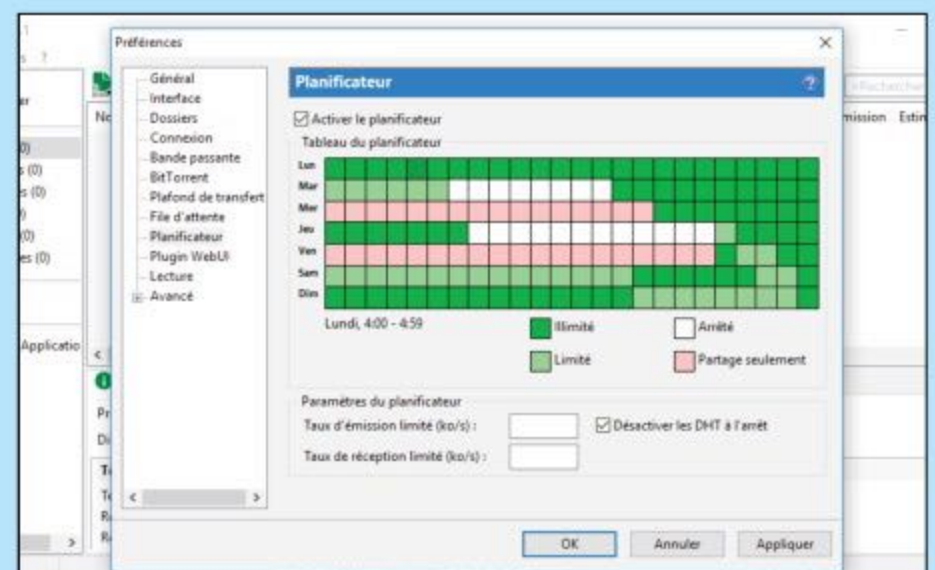 Préférences
Général
Interface
Dossiers
Connexion
Bande passante
BitTorrent
Plafond de transfert
File d'attente
Planificateur
Plugin WebUI
Lecture
Avancé
Planificateur
?
Activer le planificateur
Tableau du planificateur
Lun
Mar
Mer
Jeu
Ven
Sam
Dim
Lundi, 4:00 - 4:59
Illimité
Arrêté
Limité
Partage seulement
Paramètres du planificateur
Taux d'émission limité (ko/s) :
Désactiver les DHT à l'arrêt
Taux de réception limité (ko/s) :
OK
Annuler
Appliquer